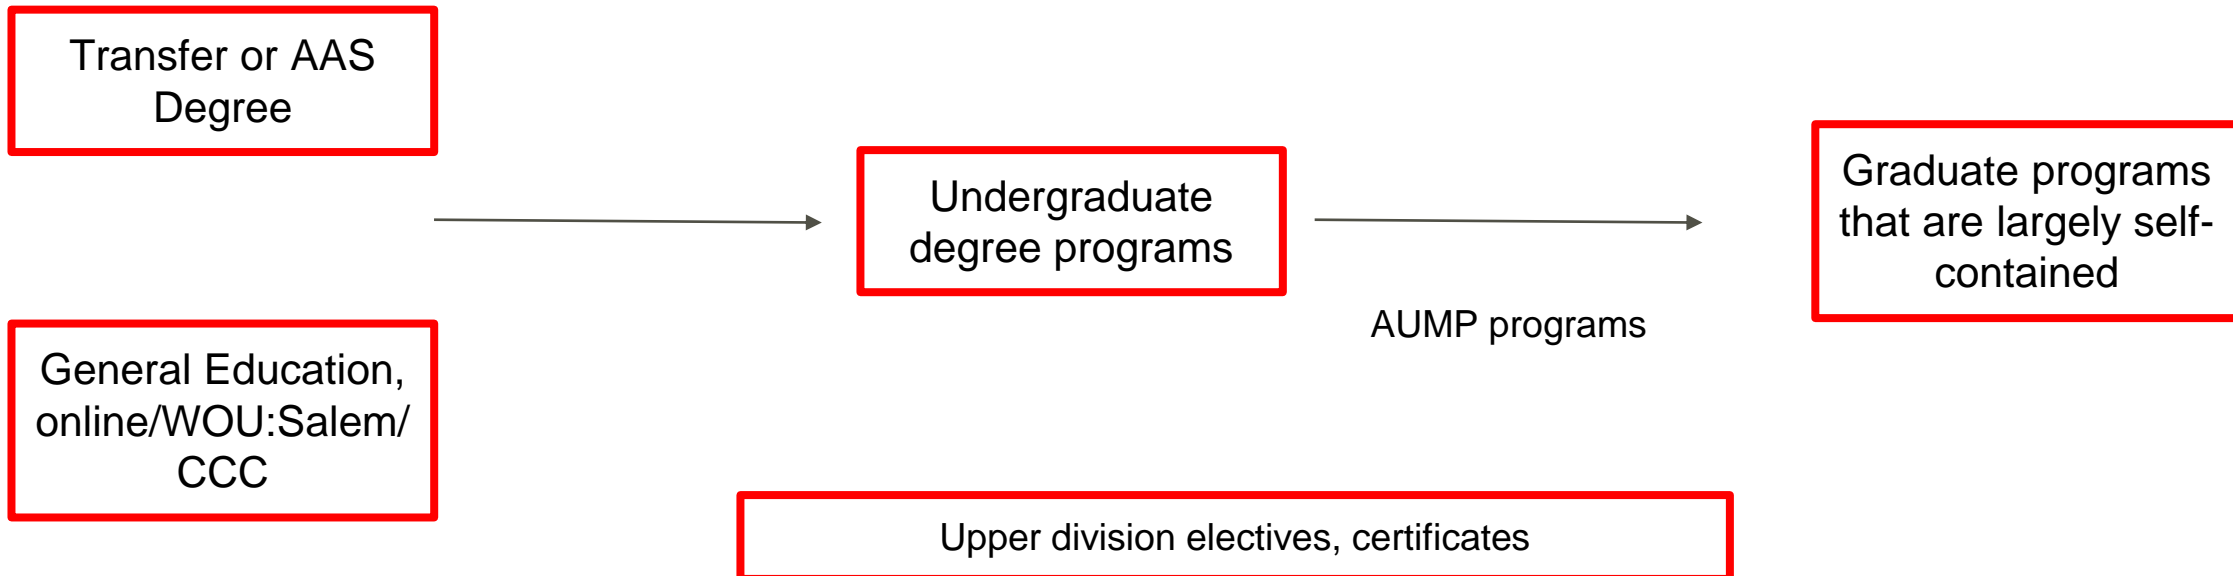 Transfer or AAS
Degree
General Education,
online/WOU:Salem/
CCC
Undergraduate
degree programs
AUMP programs
Graduate programs
that are largely self-
contained
Upper division electives, certificates